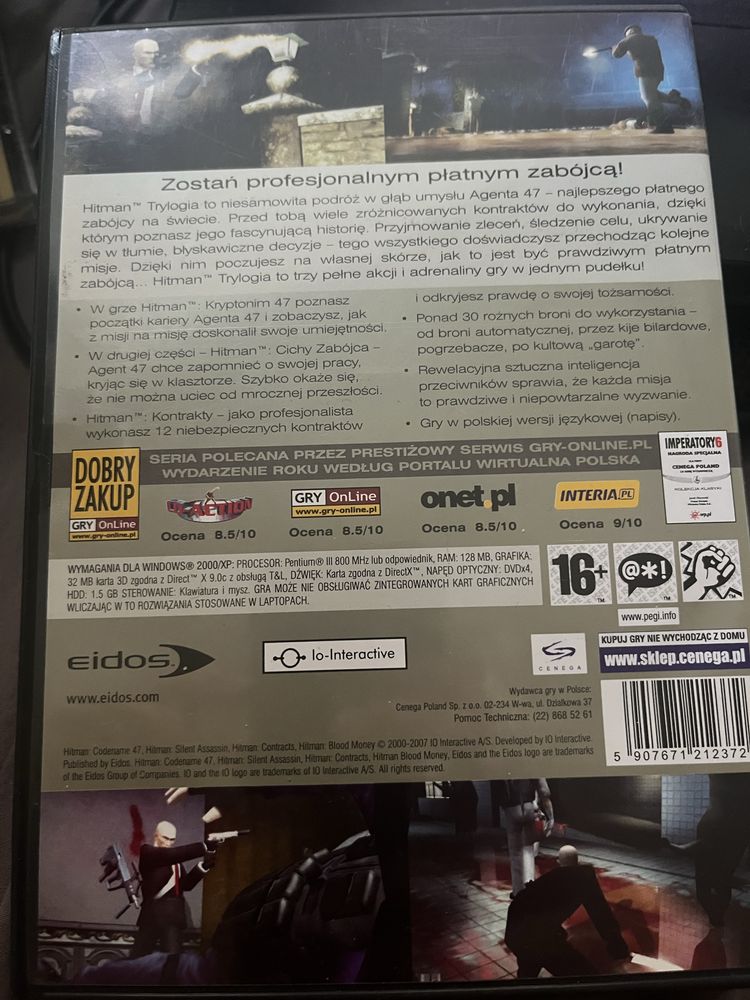 Zostań profesjonalnym płatnym zabójcą!
Hitman™ Trylogia to niesamowita podróż w głąb umysłu Agenta 47 – najlepszego płatnego
zabójcy na świecie. Przed tobą wiele zróżnicowanych kontraktów do wykonania, dzięki
którym poznasz jego fascynującą historię. Przyjmowanie zleceń, śledzenie celu, ukrywanie
się w tłumie, błyskawiczne decyzje – tego wszystkiego doświadczysz przechodząc kolejne
misje. Dzięki nim poczujesz na własnej skórze, jak to jest być prawdziwym płatnym
zabójcą... Hitman™ Trylogia to trzy pełne akcji i adrenaliny gry w jednym pudełku!
• W grze Hitman™: Kryptonim 47 poznasz
początki kariery Agenta 47 i zobaczysz, jak
z misji na misję doskonalił swoje umiejętności.
• W drugiej części – Hitman™: Cichy Zabójca –
Agent 47 chce zapomnieć o swojej pracy,
kryjąc się w klasztorze. Szybko okaże się,
że nie można uciec od mrocznej przeszłości.
• Hitman™: Kontrakty – jako profesjonalista
wykonasz 12 niebezpiecznych kontraktów
i odkryjesz prawdę o swojej tożsamości.
• Ponad 30 rożnych broni do wykorzystania –
od broni automatycznej, przez kije bilardowe,
pogrzebacze, po kultową „garotę”.
• Rewelacyjna sztuczna inteligencja
przeciwników sprawia, że każda misja
to prawdziwe i niepowtarzalne wyzwanie.
• Gry w polskiej wersji językowej (napisy).
DOBRY
ZAKUP
GRY OnLine
www.gry-online.pl
SERIA POLECANA PRZEZ PRESTIŻOWY SERWIS GRY-ONLINE.PL
WYDARZENIE ROKU WEDŁUG PORTALU WIRTUALNA POLSKA
IMPERATORY6
NAGRODA SPECJALNA
CENEGA POLAND
KOLEKCJA KLASYKI
ACTION
Ocena 8.5/10
GRY OnLine
www.gry-online.pl
Ocena 8.5/10
onet.pl
Ocena 8.5/10
INTERIA.PL
Ocena 9/10
WYMAGANIA DLA WINDOWS® 2000/XP: PROCESOR: Pentium® III 800 MHz lub odpowiednik, RAM: 128 MB, GRAFIKA:
32 MB karta 3D zgodna z Direct™ X 9.0c z obsługą T&L, DŹWIĘK: Karta zgodna z DirectX™, NAPĘD OPTYCZNY: DVDx4,
HDD: 1.5 GB STEROWANIE: Klawiatura i mysz. GRA MOŻE NIE OBSŁUGIWAĆ ZINTEGROWANYCH KART GRAFICZNYCH
WLICZAJĄC W TO ROZWIĄZANIA STOSOWANE W LAPTOPACH.
16+
@*!
www.pegi.info
eidos
www.eidos.com
Io-Interactive
CENEGA
KUPUJ GRY NIE WYCHODZĄC Z DOMU
www.sklep.cenega.pl
Wydawca gry w Polsce:
Cenega Poland Sp. z o.o. 02-234 W-wa, ul. Działkowa 37
Pomoc Techniczna: (22) 868 52 61
5 907671 212372
Hitman: Codename 47, Hitman: Silent Assassin, Hitman: Contracts, Hitman: Blood Money © 2000-2007 IO Interactive A/S. Developed by IO Interactive.
Published by Eidos. Hitman: Codename 47, Hitman: Silent Assassin, Hitman: Contracts, Hitman Blood Money, Eidos and the Eidos logo are trademarks
of the Eidos Group of Companies. IO and the IO logo are trademarks of IO Interactive A/S. All rights reserved.